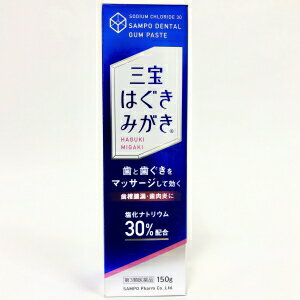 SODIUM CHLORIDE 30
SAMPO DENTAL
GUM PASTE
三宝
はぐき
みがき®
HAGUKI
MIGAKI
歯と歯ぐきを
マッサージして効く
歯槽膿漏・歯肉炎に
塩化ナトリウム
30%配合
第3類医薬品 150g
SAMPO Pharm Co.,Ltd